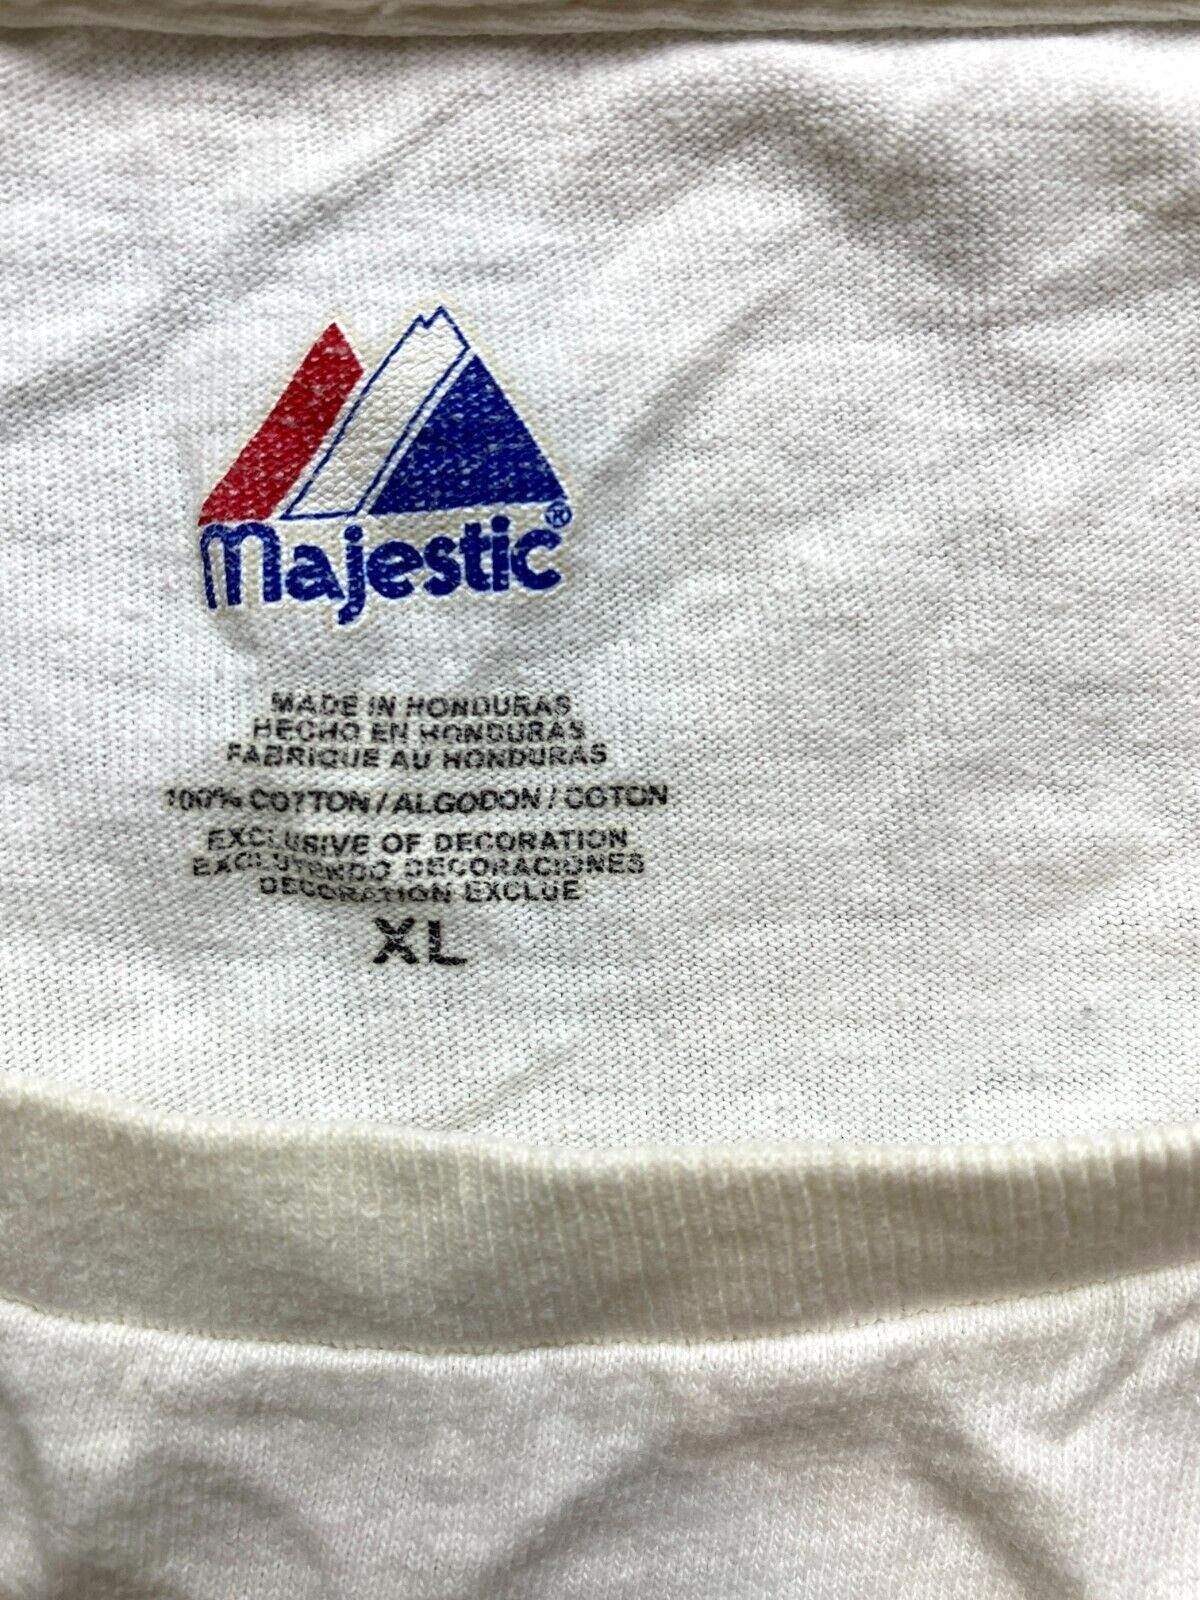 Majestic®
MADE IN HONDURAS
HECHO EN HONDURAS
FABRIQUE AU HONDURAS
100% COTTON / ALGODON / COTON
EXCLUSIVE OF DECORATION
EXCLUYENDO DECORACIONES
DECORATION EXCLUE
XL